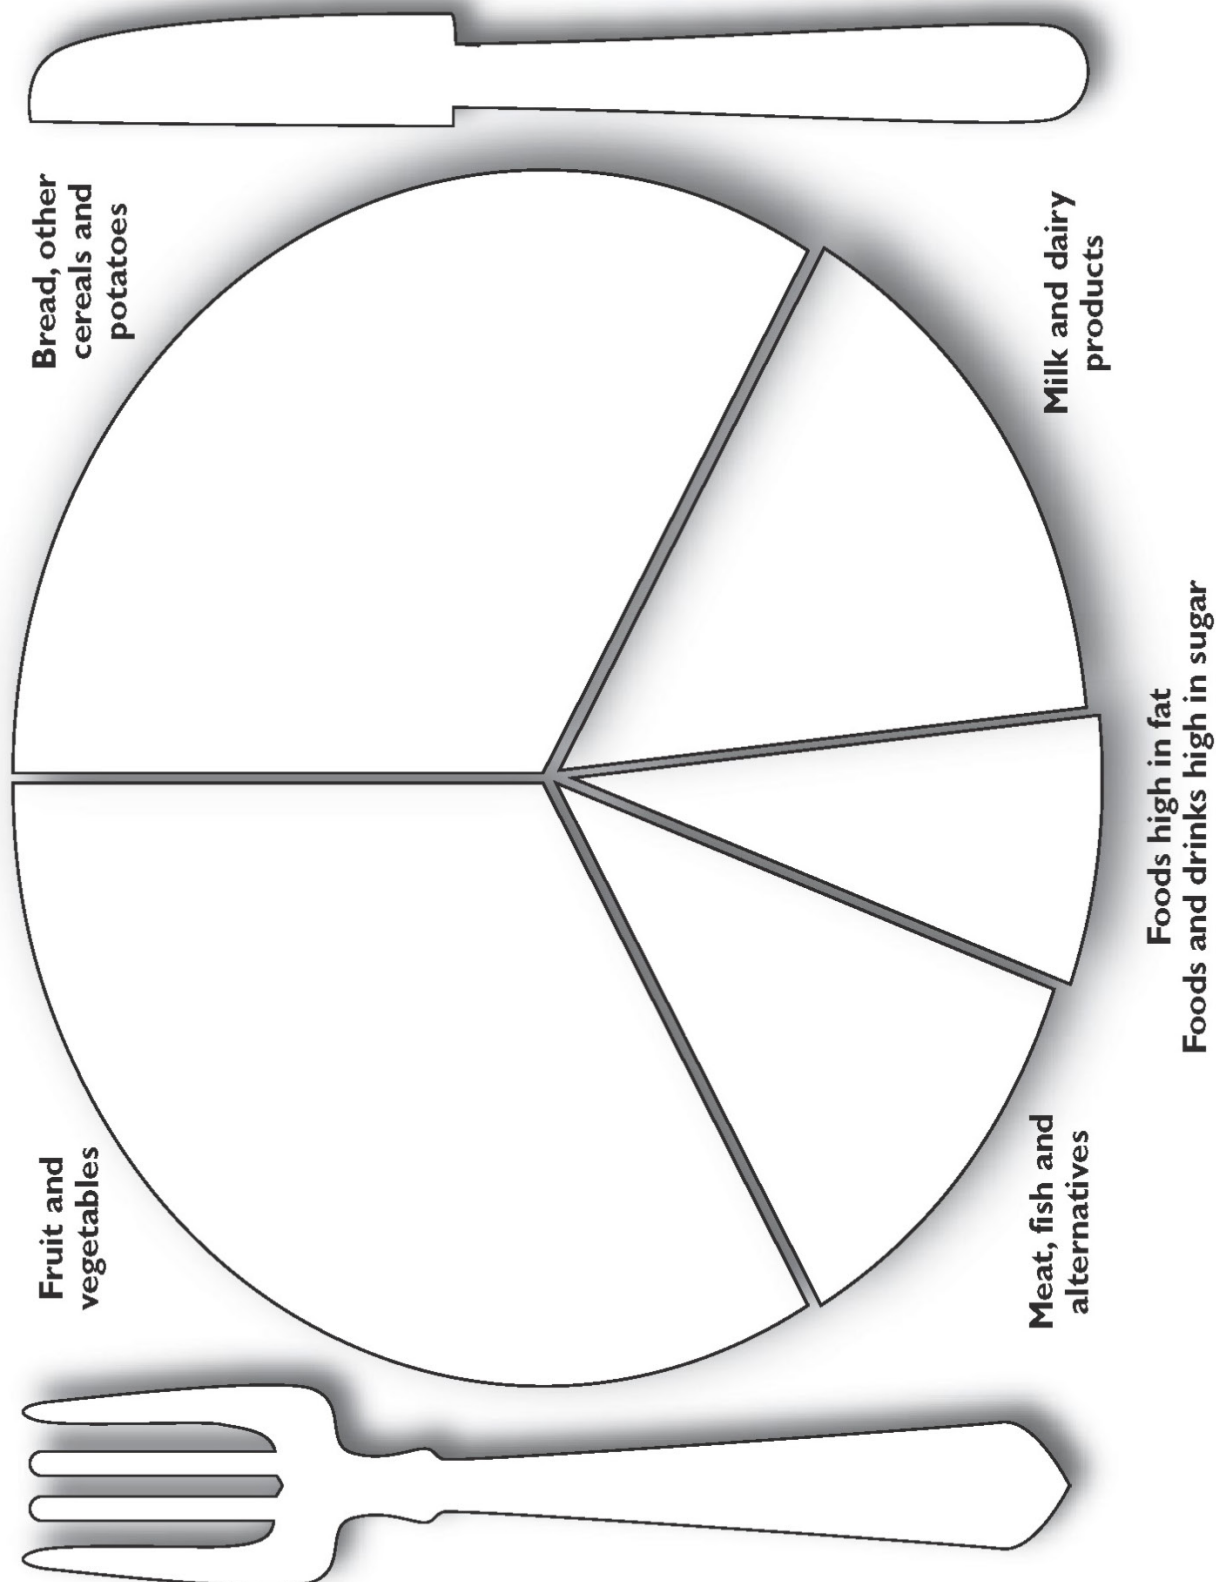 Fruit and
vegetables
Bread, other
cereals and
potatoes
Meat, fish and
alternatives
Milk and dairy
products
Foods high in fat
Foods and drinks high in sugar